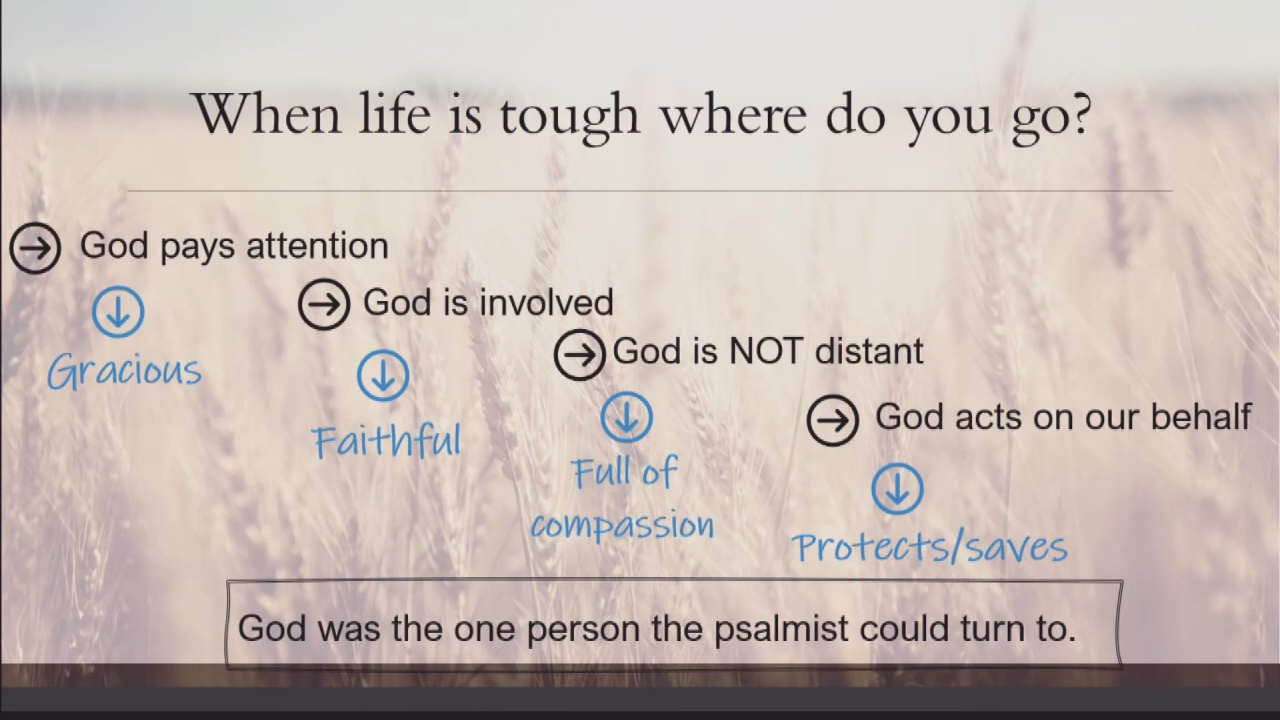 When life is tough where do you go?
God pays attention
Gracious
God is involved
Faithful
God is NOT distant
Full of
compassion
God acts on our behalf
Protects/saves
God was the one person the psalmist could turn to.